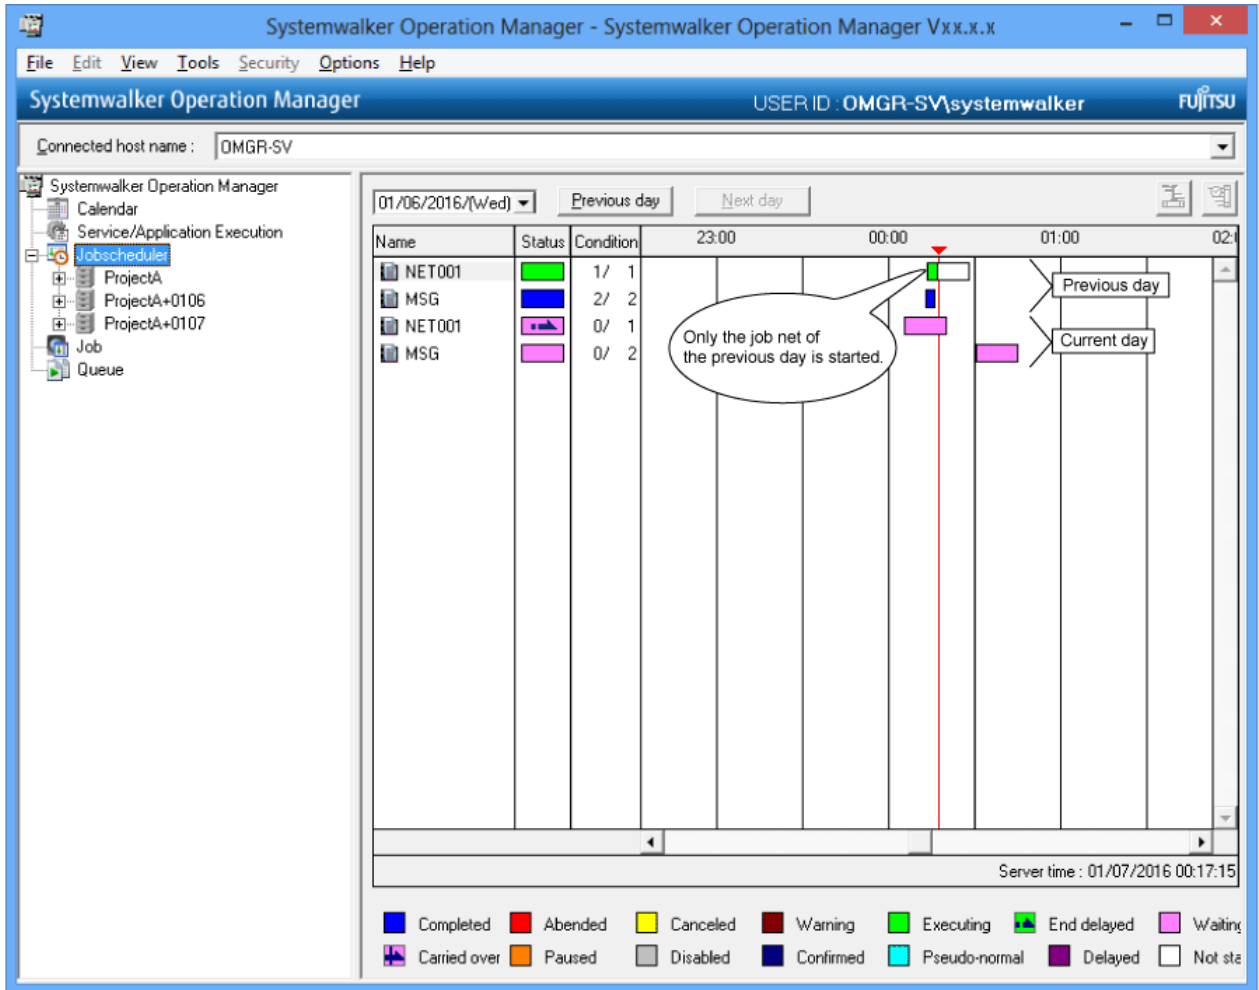 Systemwalker Operation Manager - Systemwalker Operation Manager Vxx.x.x
File Edit View Tools Security Options Help
Systemwalker Operation Manager USER ID : OMGR-SV\systemwalker FUJITSU
Connected host name : OMGR-SV
Systemwalker Operation Manager
Calendar
Service/Application Execution
Jobscheduler
ProjectA
ProjectA+0106
ProjectA+0107
Job
Queue
01/06/2016/(Wed) Previous day Next day
Name Status Condition 23:00 00:00 01:00 02:
NET001 1/ 1
MSG 2/ 2
NET001 0/ 1
MSG 0/ 2
Previous day
Current day
Only the job net of
the previous day is started.
Server time : 01/07/2016 00:17:15
Completed Abended Canceled Warning Executing End delayed Waiting
Carried over Paused Disabled Confirmed Pseudo-normal Delayed Not sta